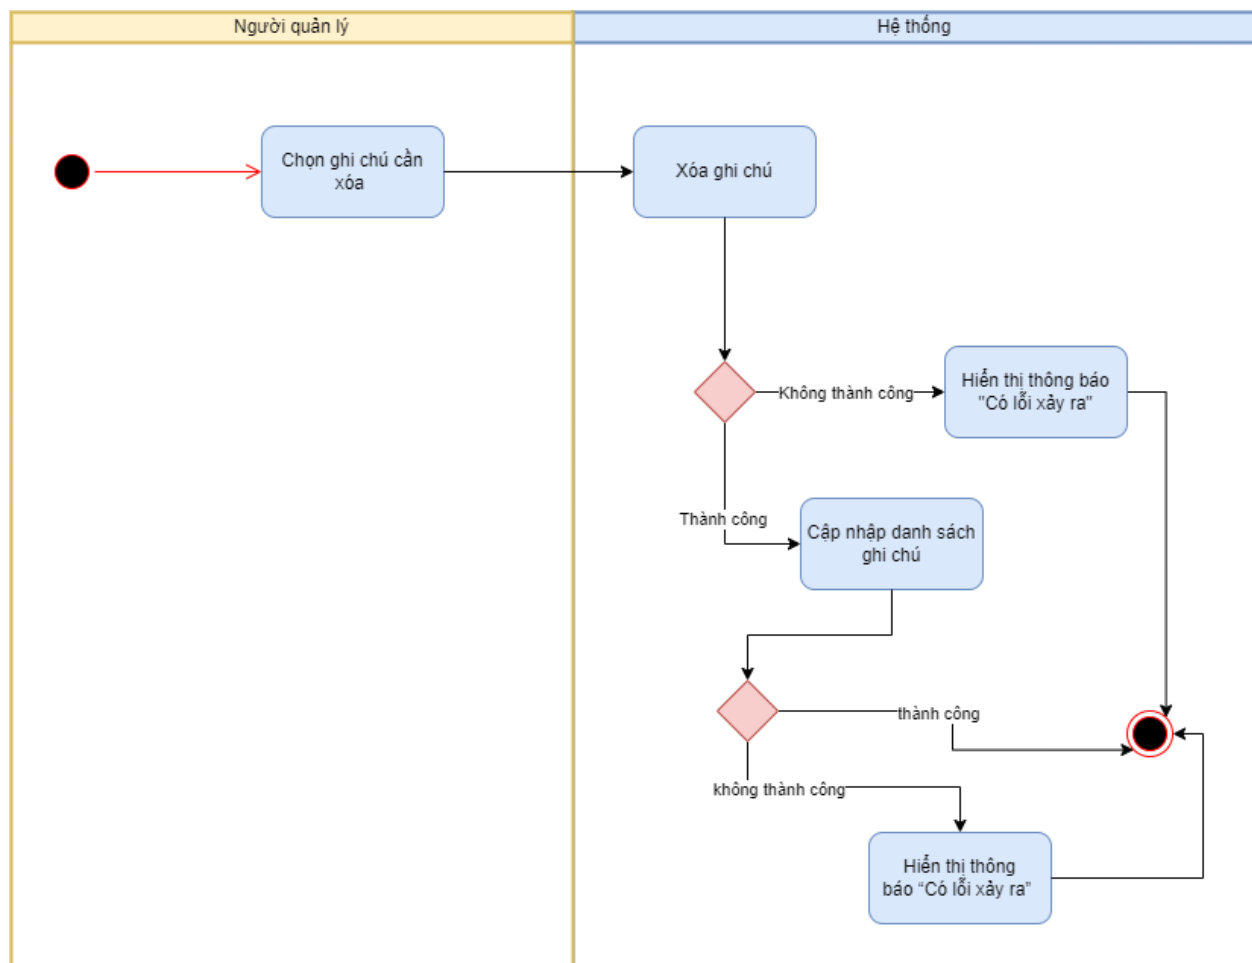 Người quản lý
Hệ thống
Chọn ghi chú cần
xóa
Xóa ghi chú
Không thành công
Hiển thị thông báo
"Có lỗi xảy ra"
Thành công
Cập nhập danh sách
ghi chú
thành công
không thành công
Hiển thị thông
báo “Có lỗi xảy ra”